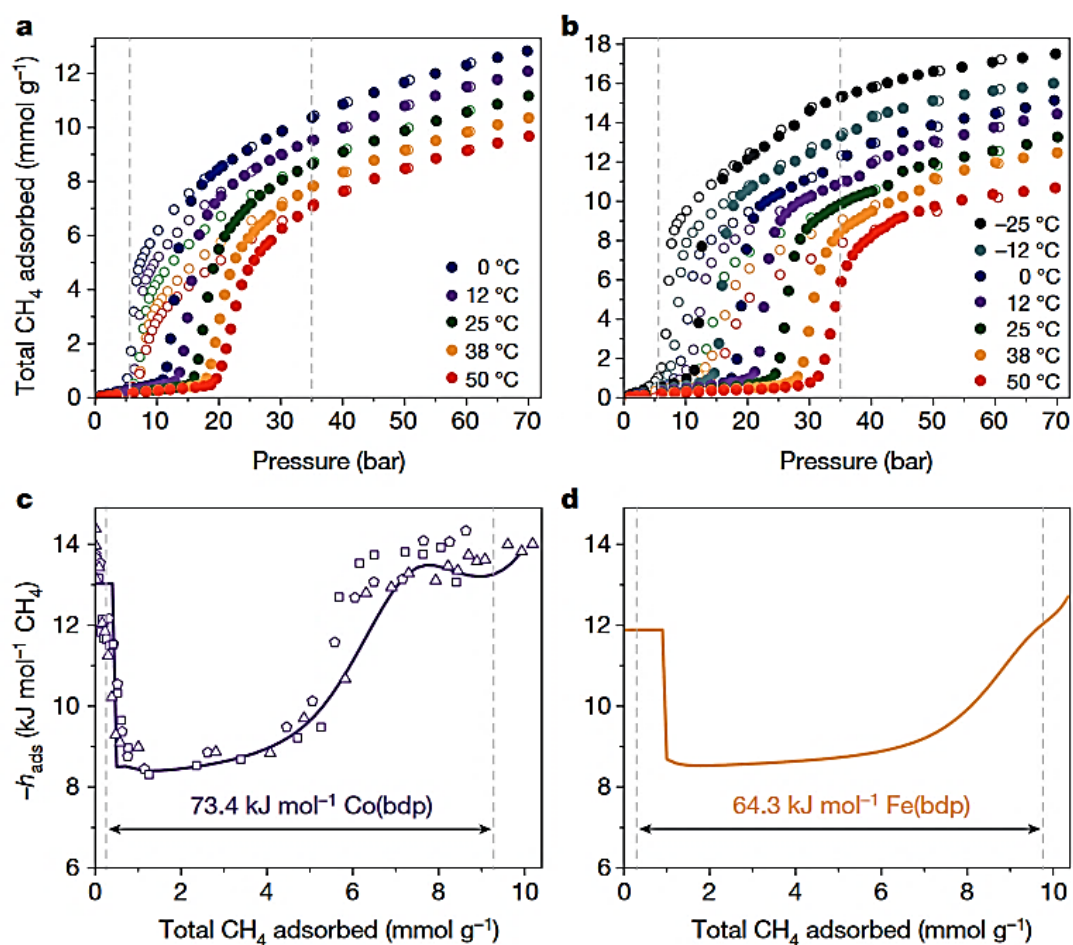 a
Total CH4 adsorbed (mmol g−1)
12
10
8
6
4
2
0
0 °C
12 °C
25 °C
38 °C
50 °C
0 10 20 30 40 50 60 70
Pressure (bar)
b
18
16
14
12
10
8
6
4
2
0
−25 °C
−12 °C
0 °C
12 °C
25 °C
38 °C
50 °C
0 10 20 30 40 50 60 70
Pressure (bar)
c
−hads (kJ mol−1 CH4)
14
12
10
8
6
73.4 kJ mol−1 Co(bdp)
0 2 4 6 8 10
Total CH4 adsorbed (mmol g−1)
d
14
12
10
8
6
64.3 kJ mol−1 Fe(bdp)
0 2 4 6 8 10
Total CH4 adsorbed (mmol g−1)